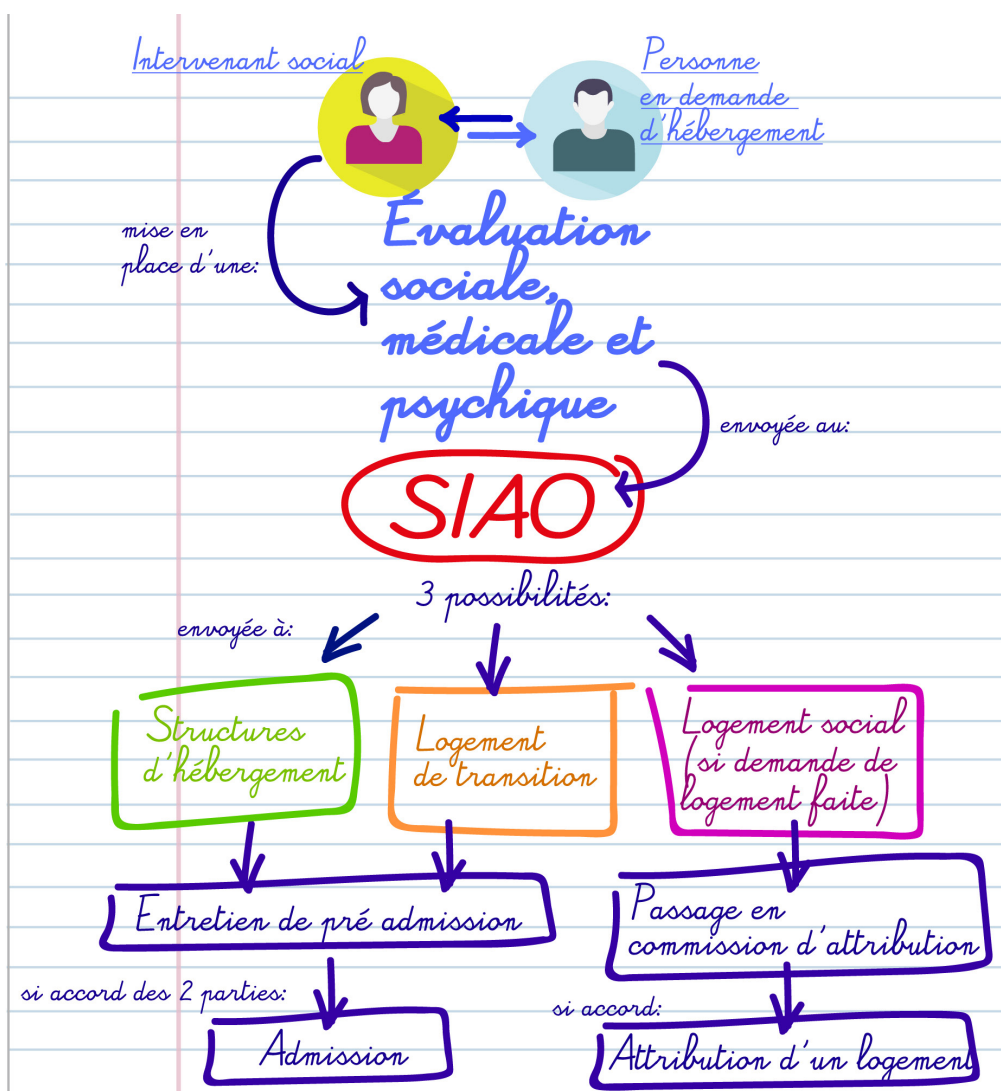 Intervenant social
Personne
en demande
d'hébergement
mise en
place d'une:
Évaluation
sociale,
médicale et
psychique
envoyée au:
SIAO
3 possibilités:
envoyée à:
Structures
d'hébergement
Logement
de transition
Logement social
(si demande de
logement faite)
Entretien de pré admission
Passage en
commission d'attribution
si accord des 2 parties:
Admission
si accord:
Attribution d'un logement